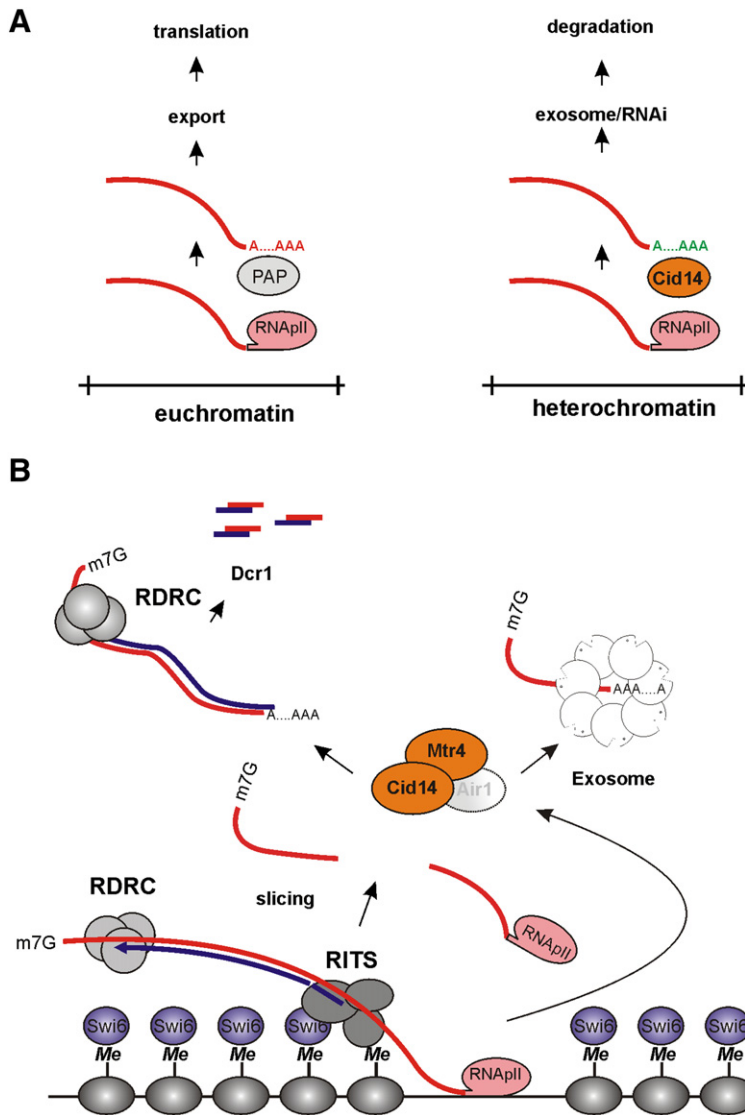 A
translation
export
A....AAA
PAP
RNApII
euchromatin
degradation
exosome/RNAi
A....AAA
Cid14
RNApII
heterochromatin
B
m7G
RDRC
Dcr1
A....AAA
m7G
AAA....A
Exosome
Mtr4
Cid14
Air1
m7G
slicing
RNApII
RDRC
m7G
RITS
Swi6 Swi6 Swi6 Swi6 Swi6 Swi6 Swi6
Me Me Me Me Me Me Me Me
RNApII